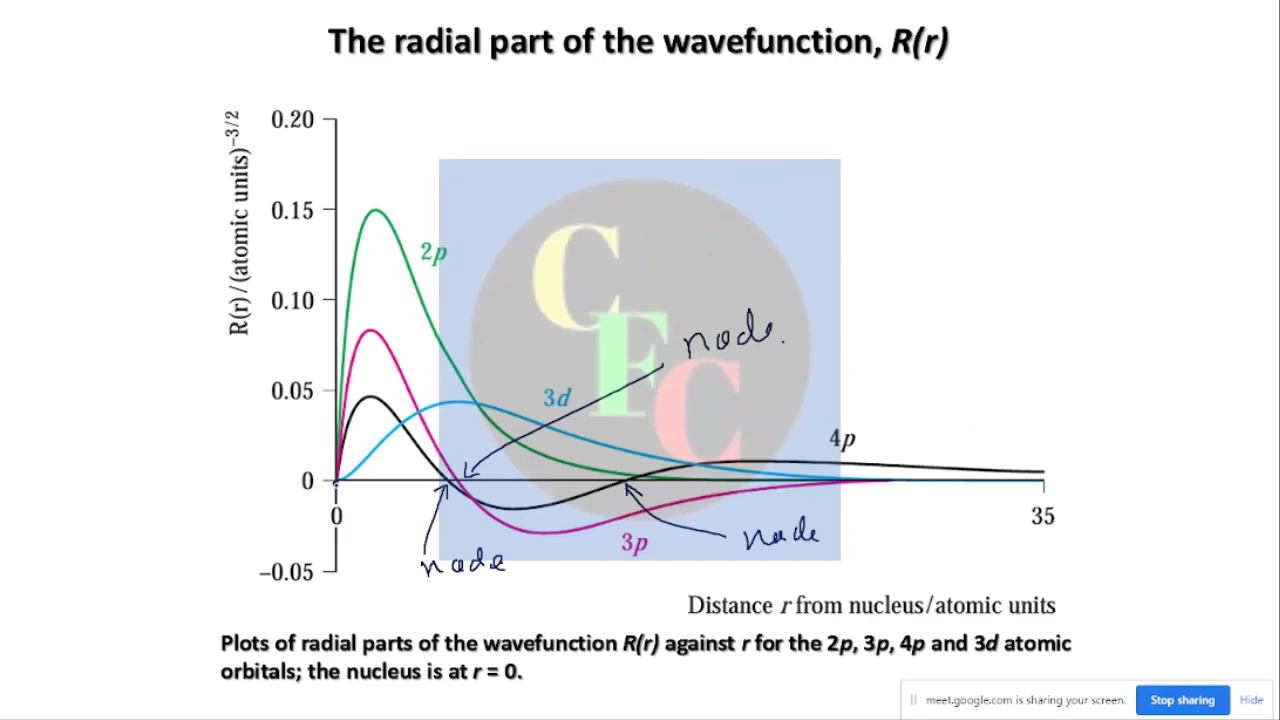 The radial part of the wavefunction, R(r)
R(r) / (atomic units)−3/2
0.20
0.15
0.10
0.05
0
−0.05
0
35
2p
3d
4p
3p
node.
node
node
C
F
C
Distance r from nucleus/atomic units
Plots of radial parts of the wavefunction R(r) against r for the 2p, 3p, 4p and 3d atomic
orbitals; the nucleus is at r = 0.
meet.google.com is sharing your screen.
Stop sharing
Hide